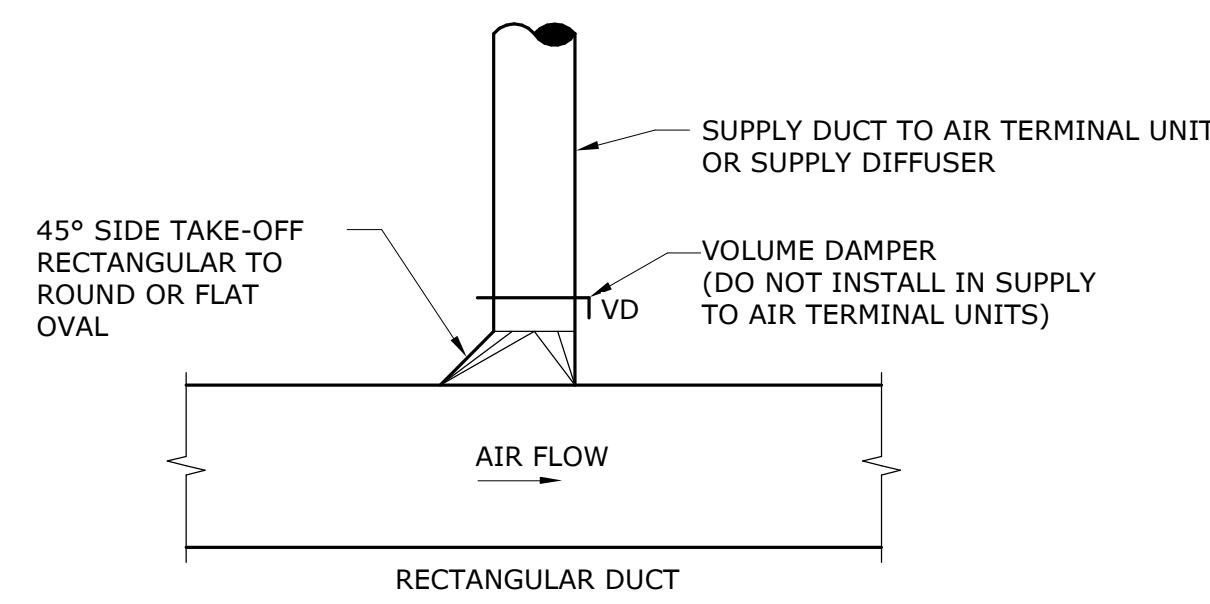 SUPPLY DUCT TO AIR TERMINAL UNIT
OR SUPPLY DIFFUSER
45° SIDE TAKE-OFF
RECTANGULAR TO
ROUND OR FLAT
OVAL
VOLUME DAMPER
(DO NOT INSTALL IN SUPPLY
TO AIR TERMINAL UNITS)
VD
AIR FLOW
RECTANGULAR DUCT